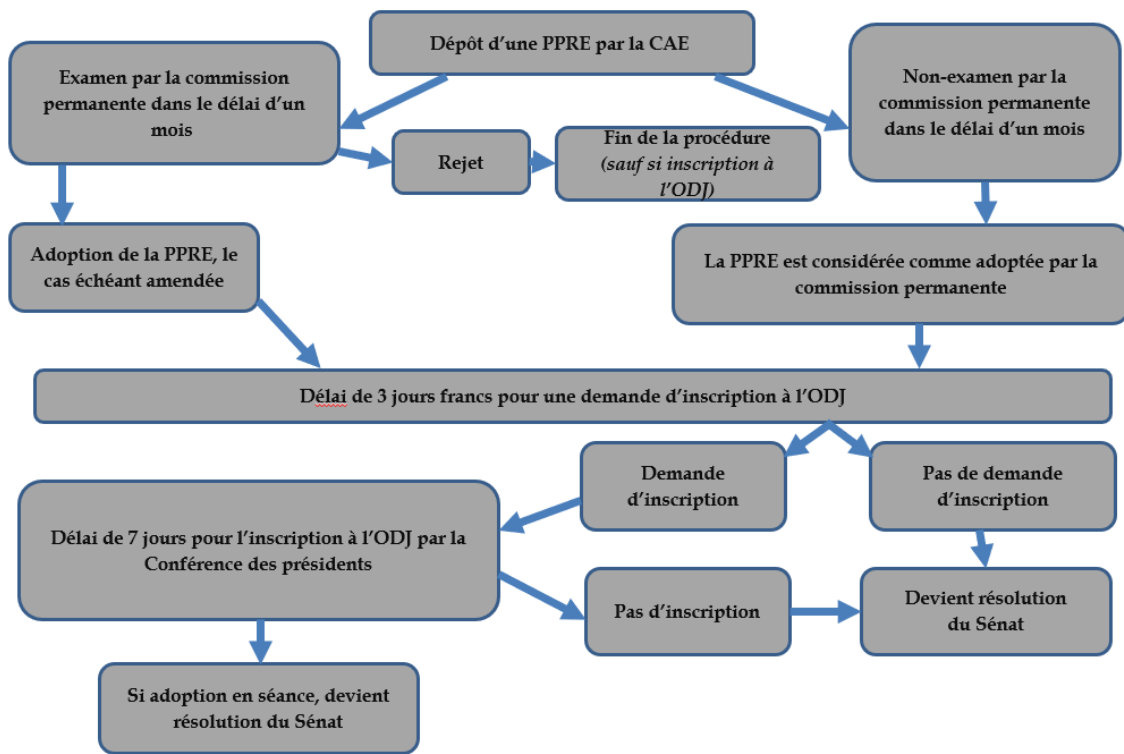 Dépôt d’une PPRE par la CAE
Examen par la commission
permanente dans le délai d’un
mois
Non-examen par la
commission permanente
dans le délai d’un mois
Rejet
Fin de la procédure
(sauf si inscription à
l’ODJ)
Adoption de la PPRE, le
cas échéant amendée
La PPRE est considérée comme adoptée par la
commission permanente
Délai de 3 jours francs pour une demande d’inscription à l’ODJ
Demande
d’inscription
Pas de demande
d’inscription
Délai de 7 jours pour l’inscription à l’ODJ par la
Conférence des présidents
Pas d’inscription
Devient résolution
du Sénat
Si adoption en séance, devient
résolution du Sénat